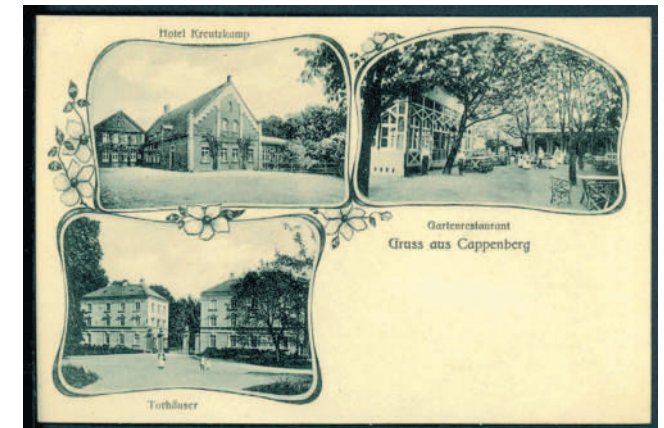 Hotel Kreutzkamp
Gartenrestaurant
Gruss aus Cappenberg
Torhäuser